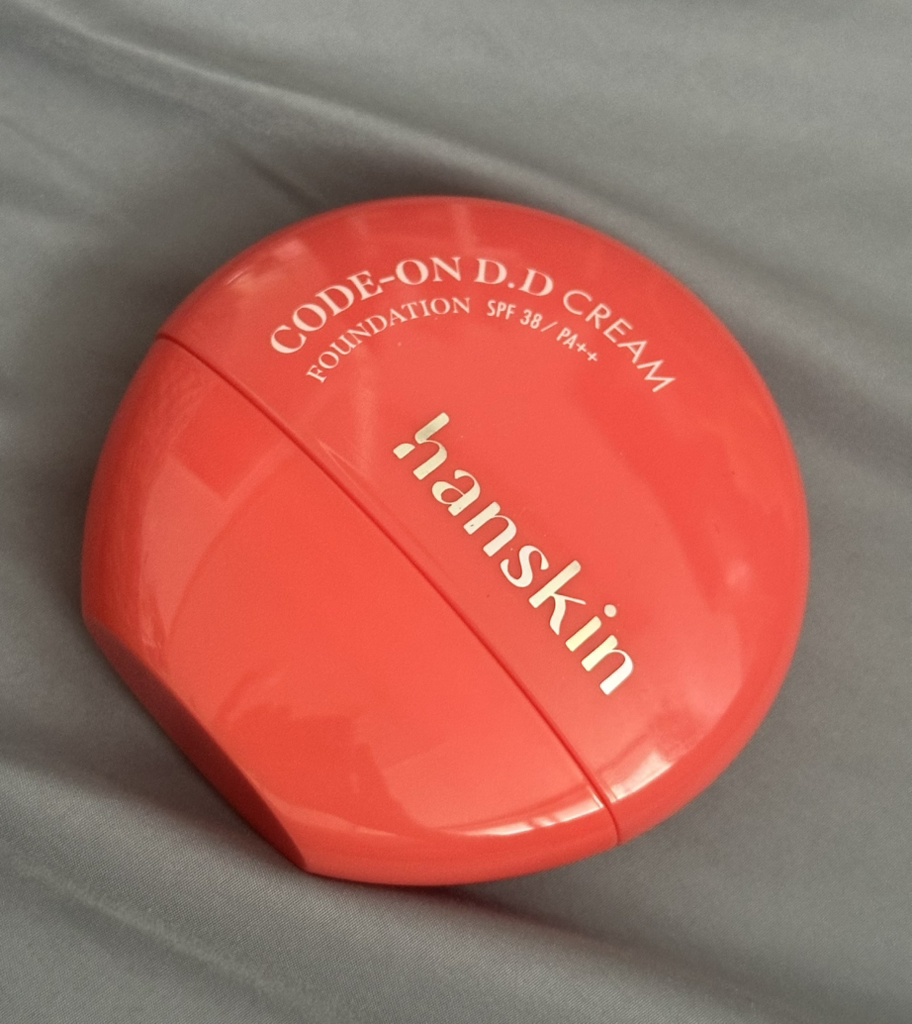 CODE-ON D.D CREAM
FOUNDATION SPF 38 / PA++
hanskin